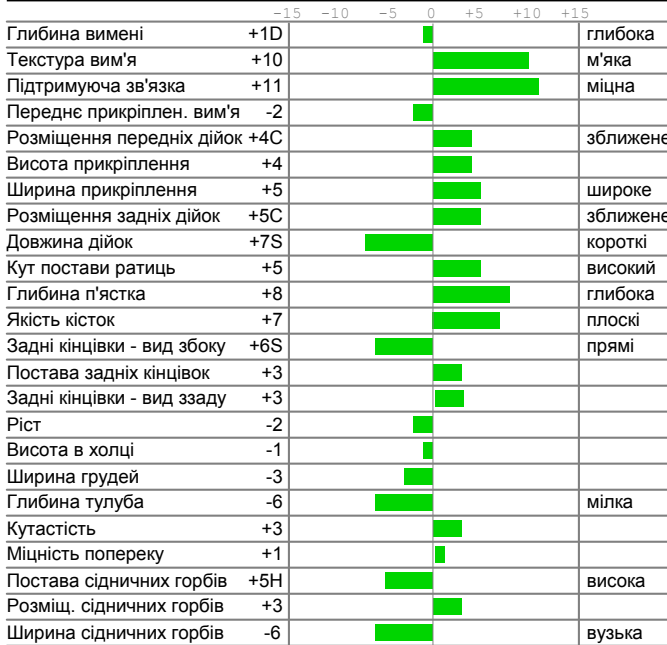 -15 -10 -5 0 +5 +10 +15
Глибина вимені +1D глибока
Текстура вим'я +10 м'яка
Підтримуюча зв'язка +11 міцна
Переднє прикріплен. вим'я -2
Розміщення передніх дійок +4C зближене
Висота прикріплення +4
Ширина прикріплення +5 широке
Розміщення задніх дійок +5C зближене
Довжина дійок +7S короткі
Кут постави ратиць +5 високий
Глибина п'ястка +8 глибока
Якість кісток +7 плоскі
Задні кінцівки - вид збоку +6S прямі
Постава задніх кінцівок +3
Задні кінцівки - вид ззаду +3
Ріст -2
Висота в холці -1
Ширина грудей -3
Глибина тулуба -6 мілка
Кутастість +3
Міцність попереку +1
Постава сідничних горбів +5H висока
Розміщ. сідничних горбів +3
Ширина сідничних горбів -6 вузька